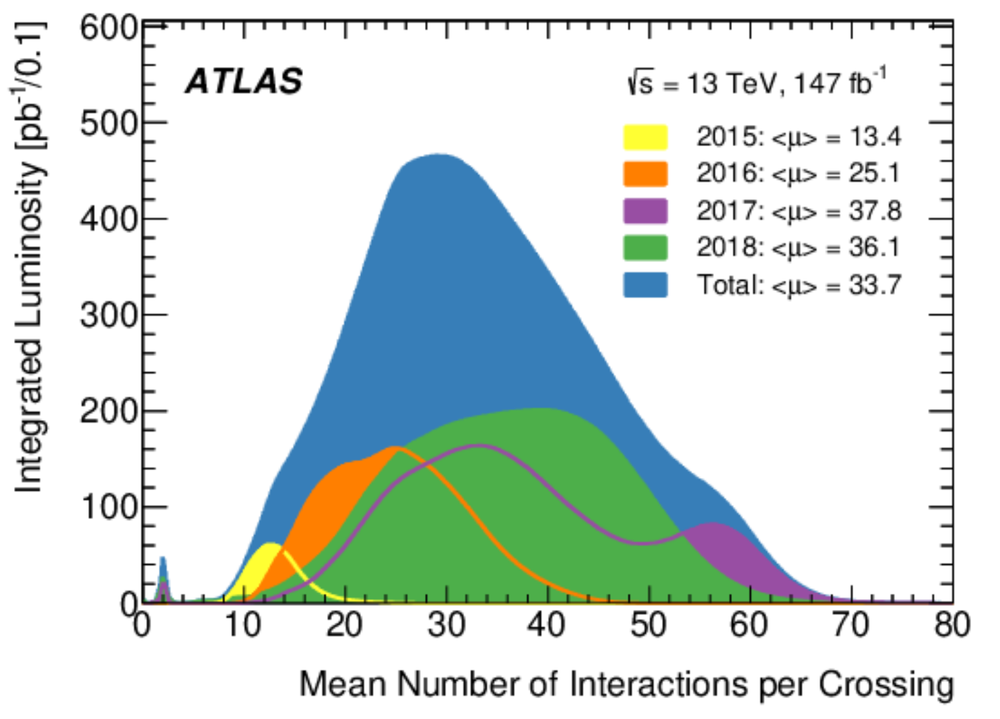 Integrated Luminosity [pb⁻¹/0.1]
600
500
400
300
200
100
0
ATLAS
√s = 13 TeV, 147 fb⁻¹
2015: <μ> = 13.4
2016: <μ> = 25.1
2017: <μ> = 37.8
2018: <μ> = 36.1
Total: <μ> = 33.7
0 10 20 30 40 50 60 70 80
Mean Number of Interactions per Crossing